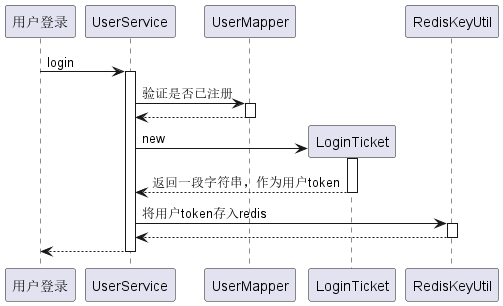 用户登录 UserService UserMapper RedisKeyUtil
login
验证是否已注册
new
LoginTicket
返回一段字符串，作为用户token
将用户token存入redis
用户登录 UserService UserMapper LoginTicket RedisKeyUtil